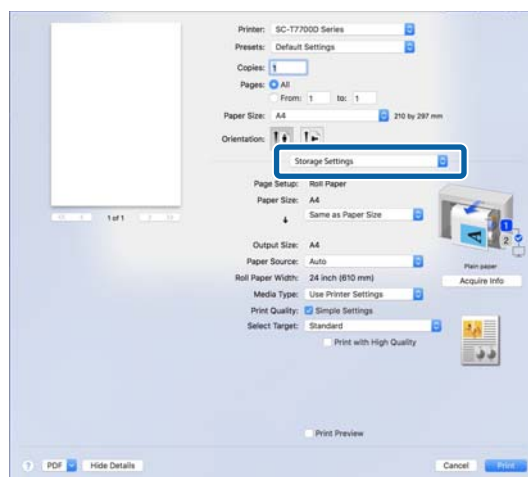 Printer: SC-T7700D Series
Presets: Default Settings
Copies: 1
Pages: All
From: 1 to: 1
Paper Size: A4 210 by 297 mm
Orientation:
Storage Settings
Page Setup: Roll Paper
Paper Size: A4
Same as Paper Size
Output Size: A4
Paper Source: Auto
Roll Paper Width: 24 inch (610 mm)
Media Type: Use Printer Settings
Print Quality: Simple Settings
Select Target: Standard
Print with High Quality
1 of 1
A
1
2
Plain paper
Acquire Info
Print Preview
? PDF Hide Details Cancel Print